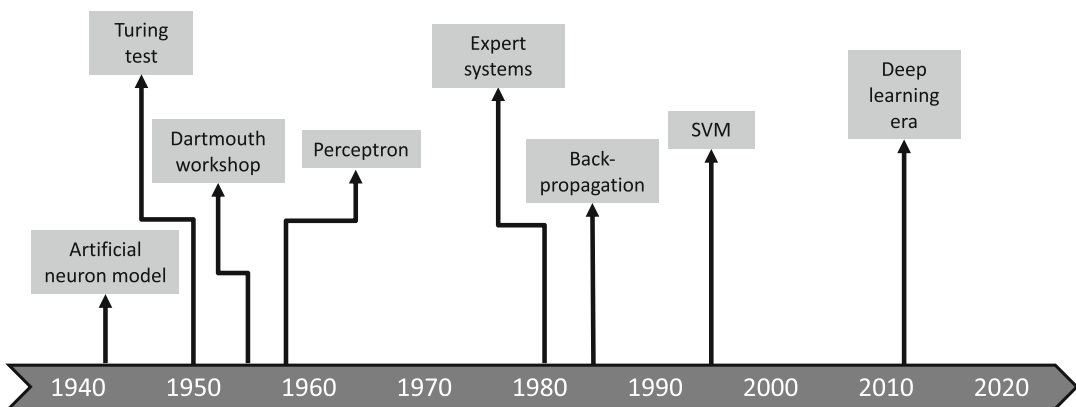 Turing
test
Expert
systems
Deep
learning
era
Dartmouth
workshop
Perceptron
SVM
Back-
propagation
Artificial
neuron model
1940 1950 1960 1970 1980 1990 2000 2010 2020